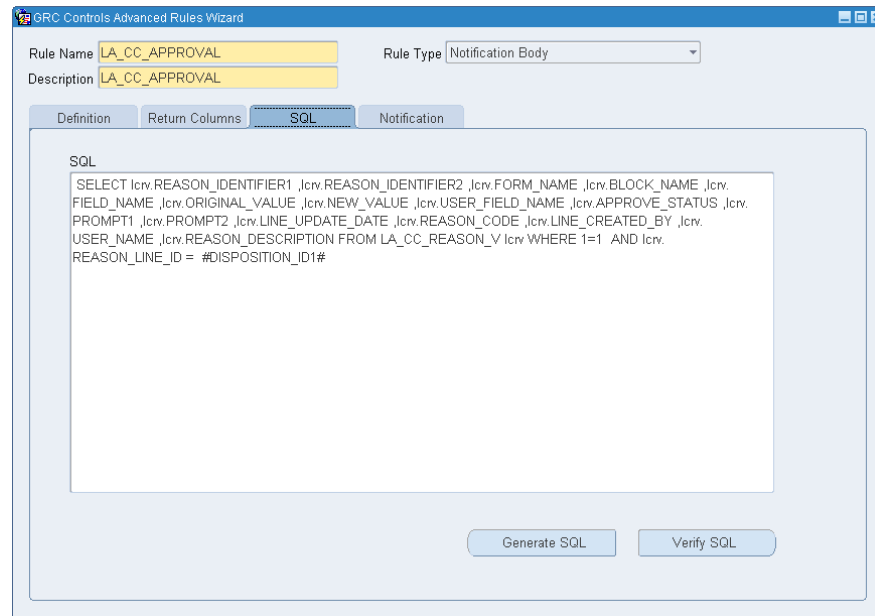 GRC Controls Advanced Rules Wizard
Rule Name LA_CC_APPROVAL Rule Type Notification Body
Description LA_CC_APPROVAL
Definition Return Columns SQL Notification
SQL
SELECT lcrv.REASON_IDENTIFIER1 ,lcrv.REASON_IDENTIFIER2 ,lcrv.FORM_NAME ,lcrv.BLOCK_NAME ,lcrv.
FIELD_NAME ,lcrv.ORIGINAL_VALUE ,lcrv.NEW_VALUE ,lcrv.USER_FIELD_NAME ,lcrv.APPROVE_STATUS ,lcrv.
PROMPT1 ,lcrv.PROMPT2 ,lcrv.LINE_UPDATE_DATE ,lcrv.REASON_CODE ,lcrv.LINE_CREATED_BY ,lcrv.
USER_NAME ,lcrv.REASON_DESCRIPTION FROM LA_CC_REASON_V lcrv WHERE 1=1  AND lcrv.
REASON_LINE_ID =  #DISPOSITION_ID1#
Generate SQL Verify SQL